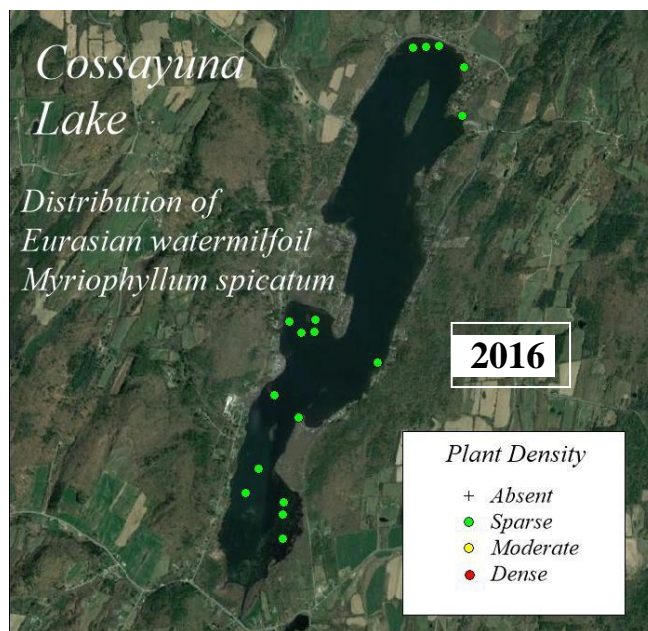 Cossayuna
Lake
Distribution of
Eurasian watermilfoil
Myriophyllum spicatum
2016
Plant Density
+ Absent
Sparse
Moderate
Dense